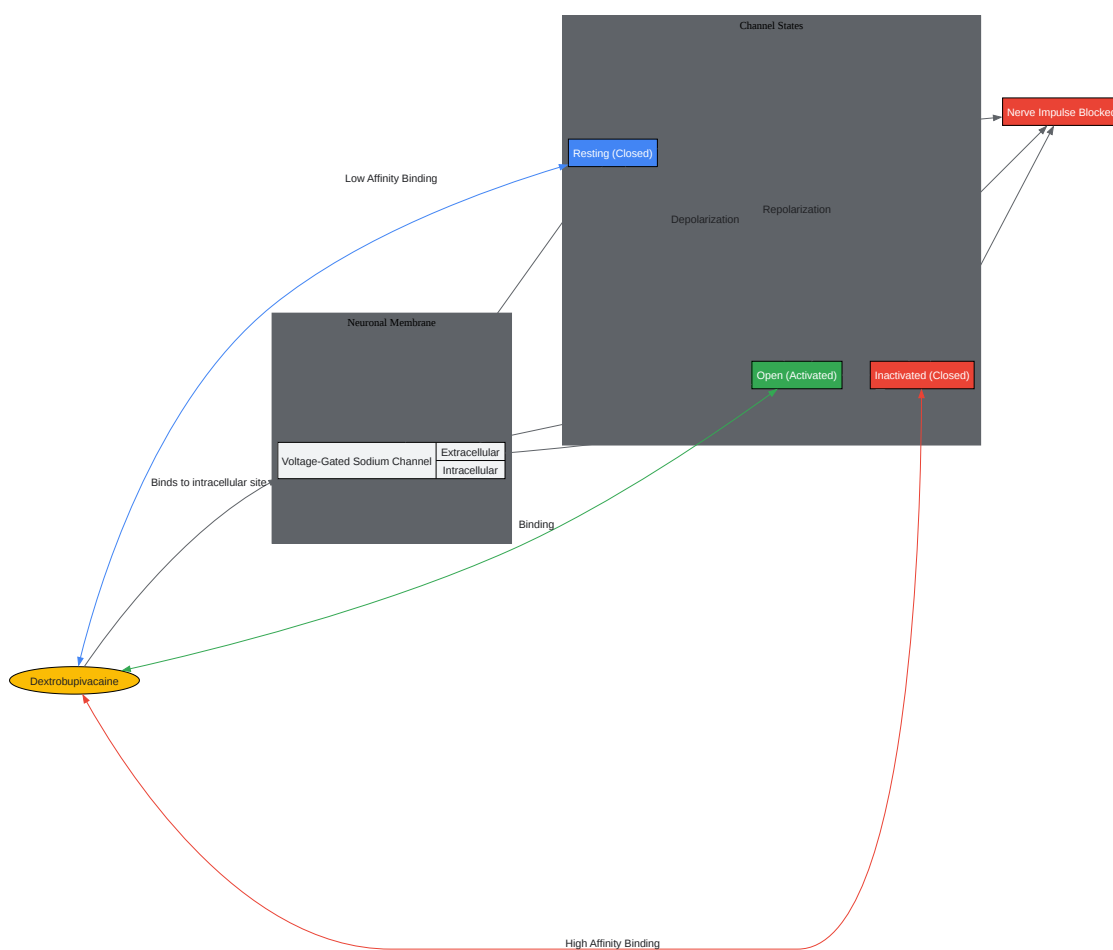 Channel States
Nerve Impulse Blocked
Resting (Closed)
Low Affinity Binding
Repolarization
Depolarization
Neuronal Membrane
Open (Activated)
Inactivated (Closed)
Voltage-Gated Sodium Channel
Extracellular
Intracellular
Binds to intracellular site
Binding
Dextrobupivacaine
High Affinity Binding